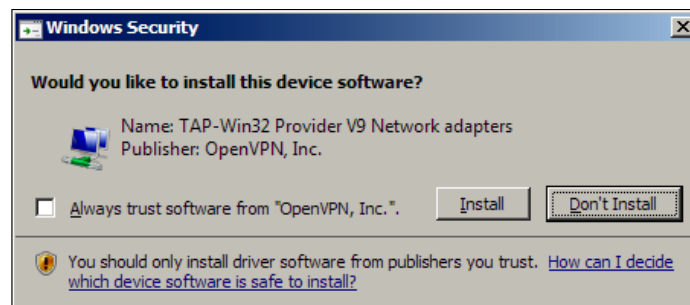 Windows Security
Would you like to install this device software?
Name: TAP-Win32 Provider V9 Network adapters
Publisher: OpenVPN, Inc.
Always trust software from "OpenVPN, Inc.".
Install
Don't Install
You should only install driver software from publishers you trust. How can I decide
which device software is safe to install?